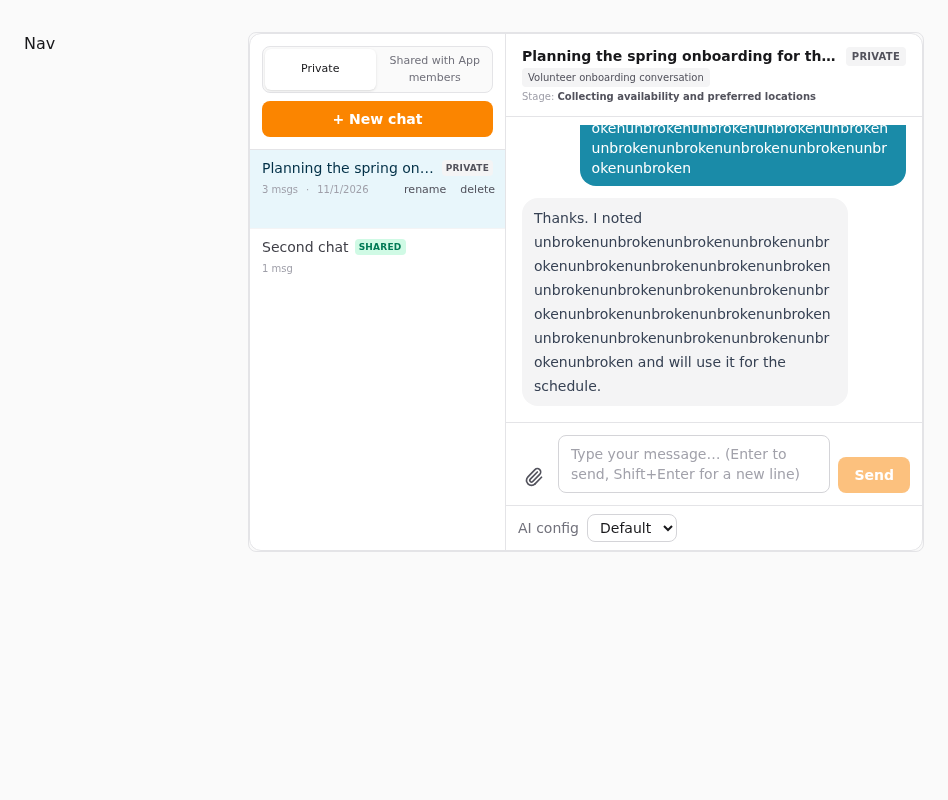 Nav
Private
Shared with App
members
+ New chat
Planning the spring on… PRIVATE
3 msgs · 11/1/2026 rename delete
Second chat SHARED
1 msg
Planning the spring onboarding for th… PRIVATE
Volunteer onboarding conversation
Stage: Collecting availability and preferred locations
okenunbrokenunbrokenunbrokenunbroken
unbrokenunbrokenunbrokenunbrokenunbr
okenunbroken
Thanks. I noted
unbrokenunbrokenunbrokenunbrokenunbr
okenunbrokenunbrokenunbrokenunbroken
unbrokenunbrokenunbrokenunbrokenunbr
okenunbrokenunbrokenunbrokenunbroken
unbrokenunbrokenunbrokenunbrokenunbr
okenunbroken and will use it for the
schedule.
Type your message… (Enter to
send, Shift+Enter for a new line)
Send
AI config Default